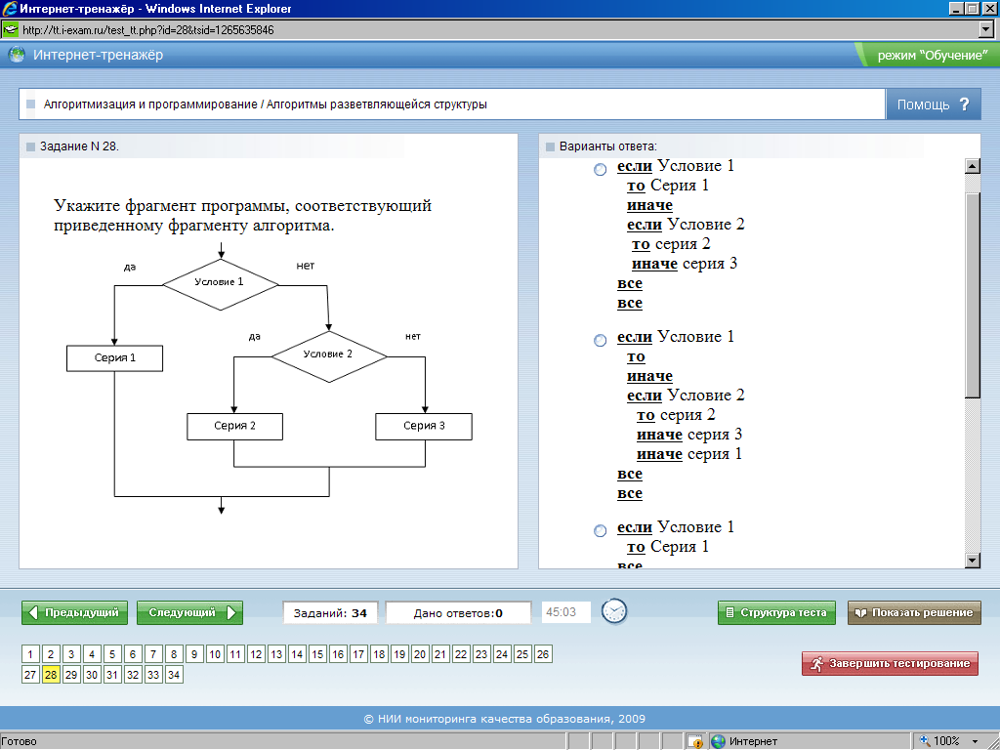 Интернет-тренажёр - Windows Internet Explorer
http://tt.i-exam.ru/test_tt.php?id=28&tsid=1265635846
Интернет-тренажёр
режим “Обучение”
Алгоритмизация и программирование / Алгоритмы разветвляющейся структуры
Помощь ?
Задание N 28.
Укажите фрагмент программы, соответствующий
приведенному фрагменту алгоритма.
да
нет
Условие 1
да
нет
Серия 1
Условие 2
Серия 2
Серия 3
Варианты ответа:
если Условие 1
то Серия 1
иначе
если Условие 2
то серия 2
иначе серия 3
все
все
если Условие 1
то
иначе
если Условие 2
то серия 2
иначе серия 3
иначе серия 1
все
все
если Условие 1
то Серия 1
все
Предыдущий
Следующий
Заданий: 34
Дано ответов:0
45:03
Структура теста
Показать решение
1 2 3 4 5 6 7 8 9 10 11 12 13 14 15 16 17 18 19 20 21 22 23 24 25 26
27 28 29 30 31 32 33 34
Завершить тестирование
© НИИ мониторинга качества образования, 2009
Готово
Интернет
100%